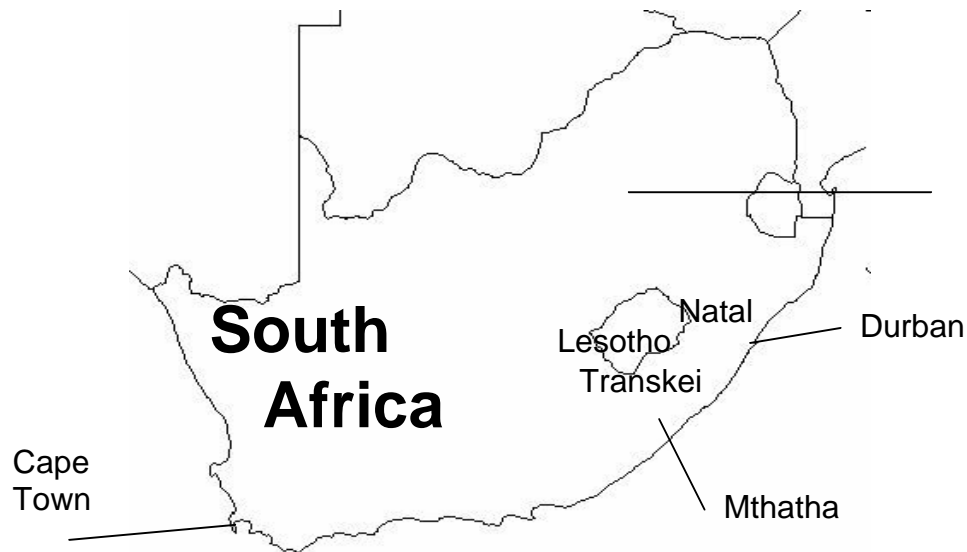 Natal
Durban
South
Lesotho
Transkei
Africa
Cape
Town
Mthatha